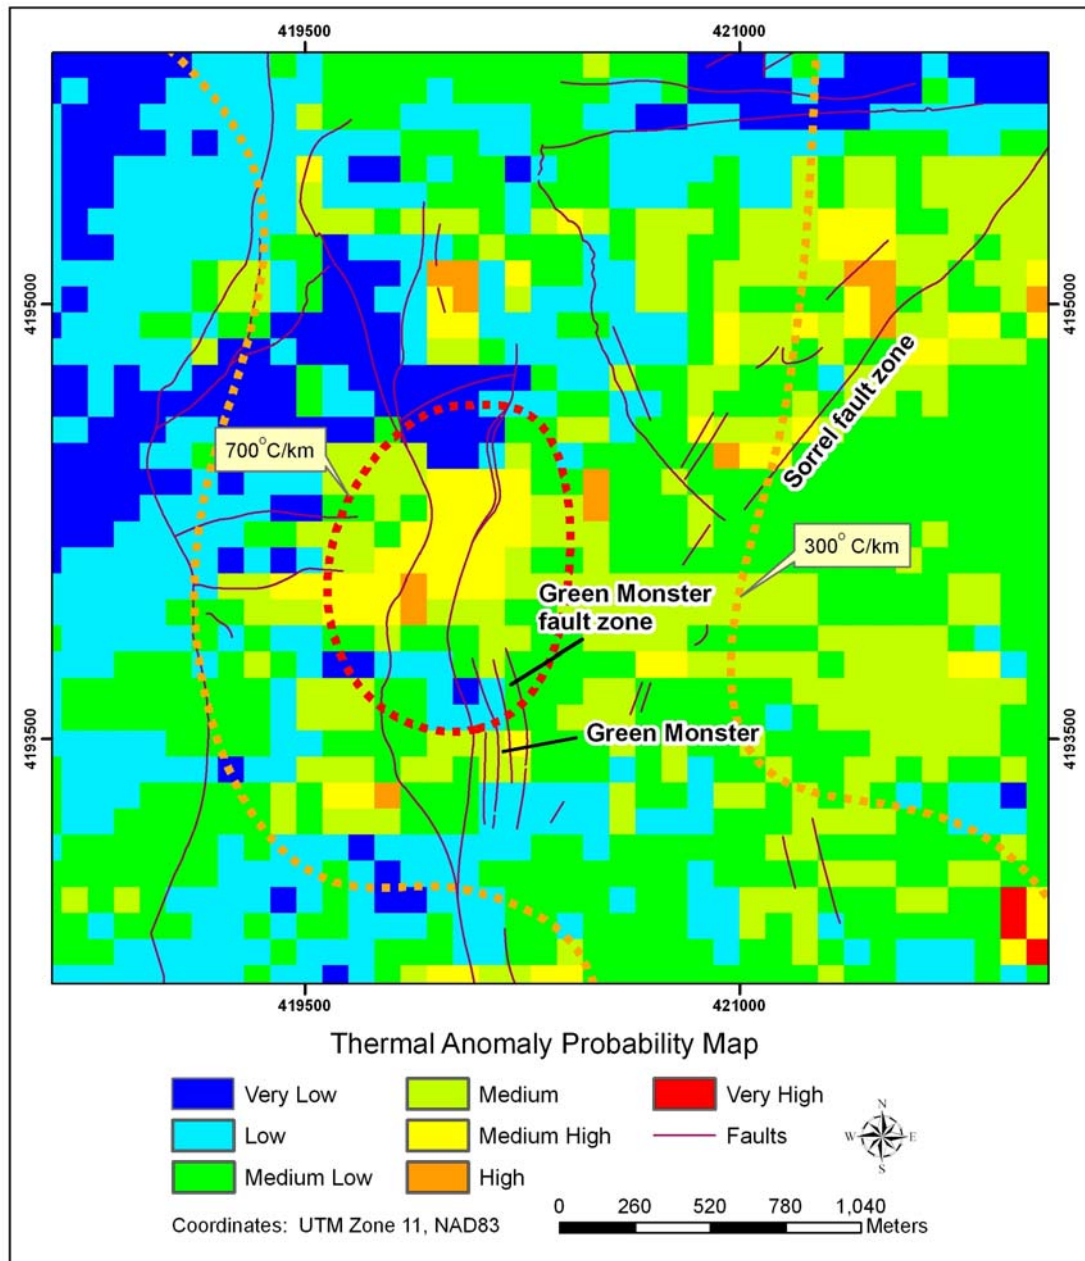 419500
421000
4195000
4195000
700°C/km
Sorrel fault zone
300° C/km
Green Monster
fault zone
Green Monster
4193500
4193500
419500
421000
Thermal Anomaly Probability Map
Very Low
Medium
Very High
Low
Medium High
Faults
Medium Low
High
N
W
E
S
0 260 520 780 1,040
Meters
Coordinates: UTM Zone 11, NAD83